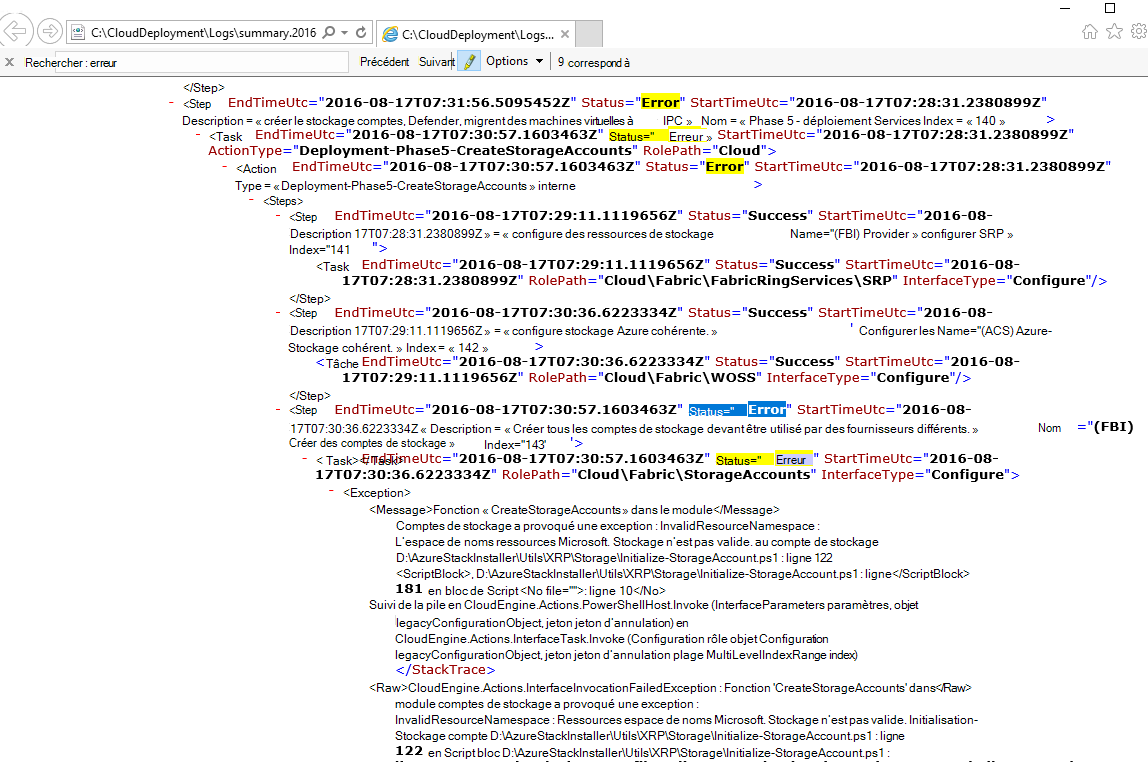 C:\CloudDeployment\Logs\summary.2016
C:\CloudDeployment\Logs...
Rechercher : erreur
Précédent Suivant Options 9 correspond à
</Step>
- <Step EndTimeUtc="2016-08-17T07:31:56.5095452Z" Status="Error" StartTimeUtc="2016-08-17T07:28:31.2380899Z"
Description = « créer le stockage comptes, Defender, migrent des machines virtuelles à IPC » Nom = « Phase 5 - déploiement Services Index = « 140 » >
- <Task EndTimeUtc="2016-08-17T07:30:57.1603463Z" Status=" Erreur » StartTimeUtc="2016-08-17T07:28:31.2380899Z"
ActionType="Deployment-Phase5-CreateStorageAccounts" RolePath="Cloud">
- <Action EndTimeUtc="2016-08-17T07:30:57.1603463Z" Status="Error" StartTimeUtc="2016-08-17T07:28:31.2380899Z"
Type = « Deployment-Phase5-CreateStorageAccounts » interne >
- <Steps>
- <Step EndTimeUtc="2016-08-17T07:29:11.1119656Z" Status="Success" StartTimeUtc="2016-08-
Description 17T07:28:31.2380899Z » = « configure des ressources de stockage Name="(FBI) Provider » configurer SRP »
Index="141 ">
<Task EndTimeUtc="2016-08-17T07:29:11.1119656Z" Status="Success" StartTimeUtc="2016-08-
17T07:28:31.2380899Z" RolePath="Cloud\Fabric\FabricRingServices\SRP" InterfaceType="Configure"/>
</Step>
- <Step EndTimeUtc="2016-08-17T07:30:36.6223334Z" Status="Success" StartTimeUtc="2016-08-
Description 17T07:29:11.1119656Z » = « configure stockage Azure cohérente. » ' Configurer les Name="(ACS) Azure-
Stockage cohérent. » Index = « 142 » >
<Tâche EndTimeUtc="2016-08-17T07:30:36.6223334Z" Status="Success" StartTimeUtc="2016-08-
17T07:29:11.1119656Z" RolePath="Cloud\Fabric\WOSS" InterfaceType="Configure"/>
</Step>
- <Step EndTimeUtc="2016-08-17T07:30:57.1603463Z" Status=" Error" StartTimeUtc="2016-08-
17T07:30:36.6223334Z « Description = « Créer tous les comptes de stockage devant être utilisé par des fournisseurs différents. » Nom ="(FBI)
Créer des comptes de stockage » Index="143' '>
- < Task></Task> EndTimeUtc="2016-08-17T07:30:57.1603463Z" Status=" Erreur " StartTimeUtc="2016-08-
17T07:30:36.6223334Z" RolePath="Cloud\Fabric\StorageAccounts" InterfaceType="Configure">
- <Exception>
<Message>Fonction « CreateStorageAccounts » dans le module</Message>
Comptes de stockage a provoqué une exception : InvalidResourceNamespace :
L'espace de noms ressources Microsoft. Stockage n'est pas valide. au compte de stockage
D:\AzureStackInstaller\Utils\XRP\Storage\Initialize-StorageAccount.ps1 : ligne 122
<ScriptBlock>, D:\AzureStackInstaller\Utils\XRP\Storage\Initialize-StorageAccount.ps1 : ligne</ScriptBlock>
181 en bloc de Script <No file="">: ligne 10</No>
Suivi de la pile en CloudEngine.Actions.PowerShellHost.Invoke (InterfaceParameters paramètres, objet
legacyConfigurationObject, jeton jeton d'annulation) en
CloudEngine.Actions.InterfaceTask.Invoke (Configuration rôle objet Configuration
legacyConfigurationObject, jeton jeton d'annulation plage MultiLevelIndexRange index)
</StackTrace>
<Raw>CloudEngine.Actions.InterfaceInvocationFailedException : Fonction 'CreateStorageAccounts' dans</Raw>
module comptes de stockage a provoqué une exception :
InvalidResourceNamespace : Ressources espace de noms Microsoft. Stockage n'est pas valide. Initialisation-
Stockage compte D:\AzureStackInstaller\Utils\XRP\Storage\Initialize-StorageAccount.ps1 : ligne
122 en Script bloc D:\AzureStackInstaller\Utils\XRP\Storage\Initialize-StorageAccount.ps1 :